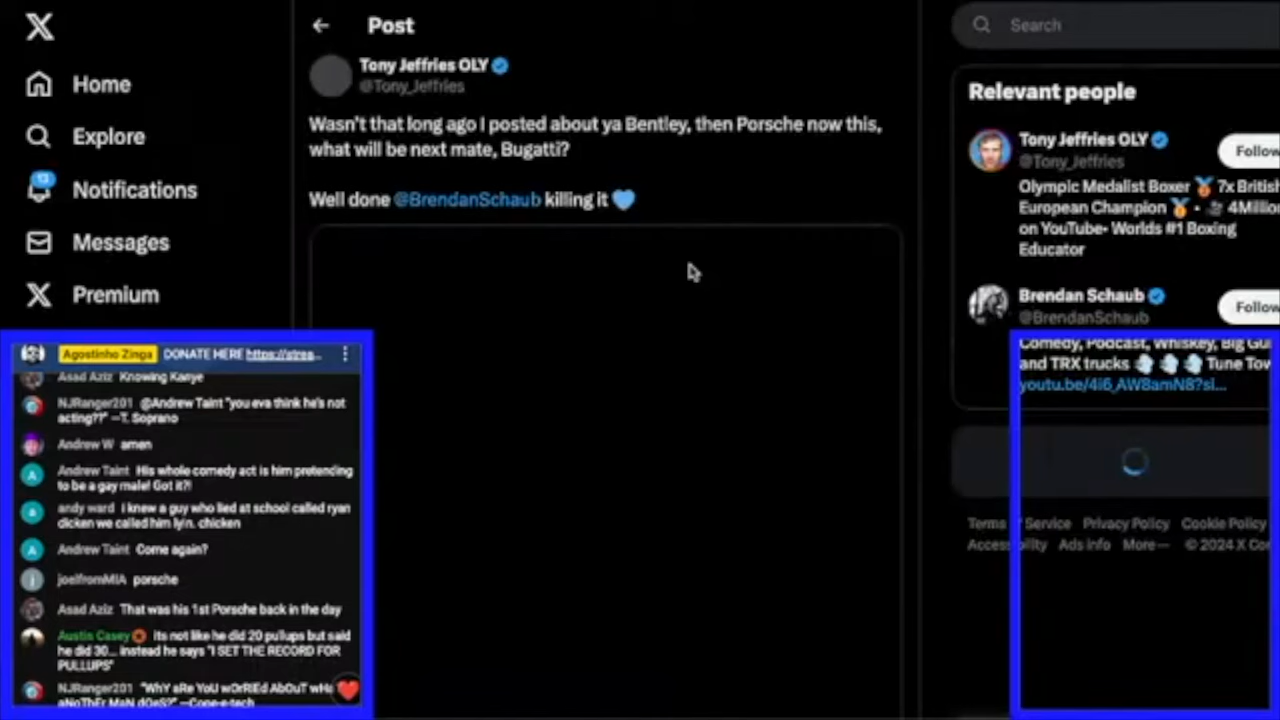 Home
Explore
Notifications
13
Messages
Premium
Post
Tony Jeffries OLY
@Tony_Jeffries
Wasn't that long ago I posted about ya Bentley, then Porsche now this,
what will be next mate, Bugatti?
Well done @BrendanSchaub killing it
Search
Relevant people
Tony Jeffries OLY
@Tony_Jeffries
Follow
Olympic Medalist Boxer 7x British
European Champion • 4Million
on YouTube• Worlds #1 Boxing
Educator
Brendan Schaub
@BrendanSchaub
Follow
Comedy, Podcast, Whiskey, Big Gu
and TRX trucks Tune Tow
youtu.be/4i6_AW8amN8?si...
Terms Service Privacy Policy Cookie Policy
Accessibility Ads info More © 2024 X Cor
Agostinho Zinga DONATE HERE https://strea...
Asad Aziz Knowing Kanye
NJRanger201 @Andrew Taint "you eva think he's not
acting??" —T. Soprano
Andrew W amen
Andrew Taint His whole comedy act is him pretending
to be a gay male! Got it?!
andy ward i knew a guy who lied at school called ryan
dicken we called him lyin. chicken
Andrew Taint Come again?
joelfromMIA porsche
Asad Aziz That was his 1st Porsche back in the day
Austin Casey its not like he did 20 pullups but said
he did 30... instead he says "I SET THE RECORD FOR
PULLUPS"
NJRanger201 "WhY aRe YoU wOrRIEd AbOuT wHa
aNoThEr MaN dOeS?" —Cope-e-tech